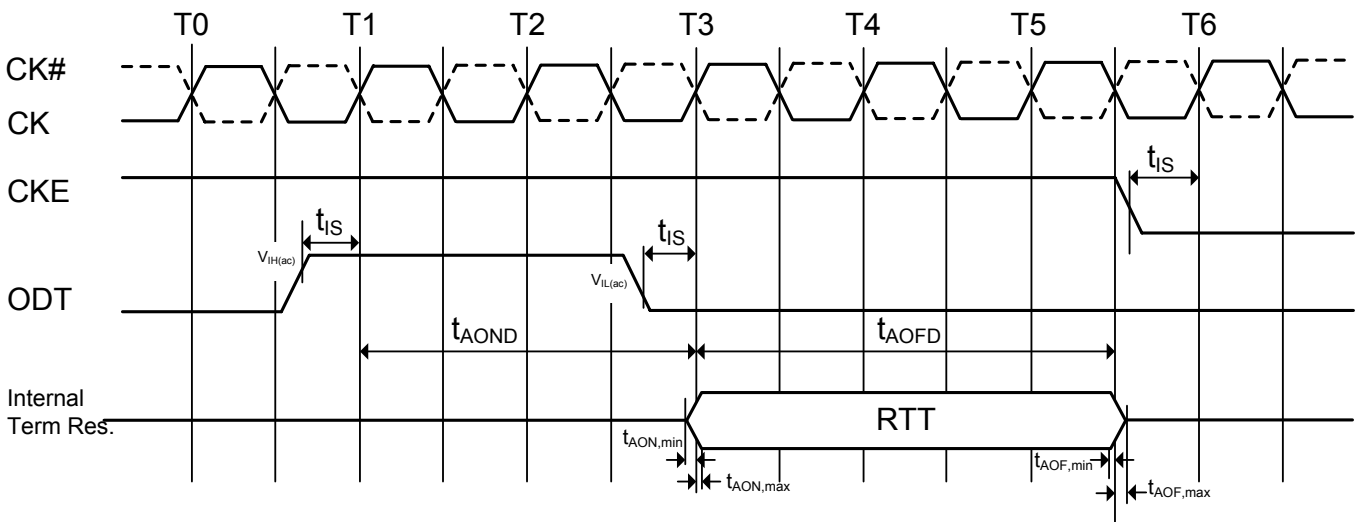 T0 T1 T2 T3 T4 T5 T6
CK#
CK
CKE
tIS
tIS
tIS
VIH(ac)
VIL(ac)
ODT
tAOND
tAOFD
Internal
Term Res.
RTT
tAON,min
tAOF,min
tAON,max
tAOF,max